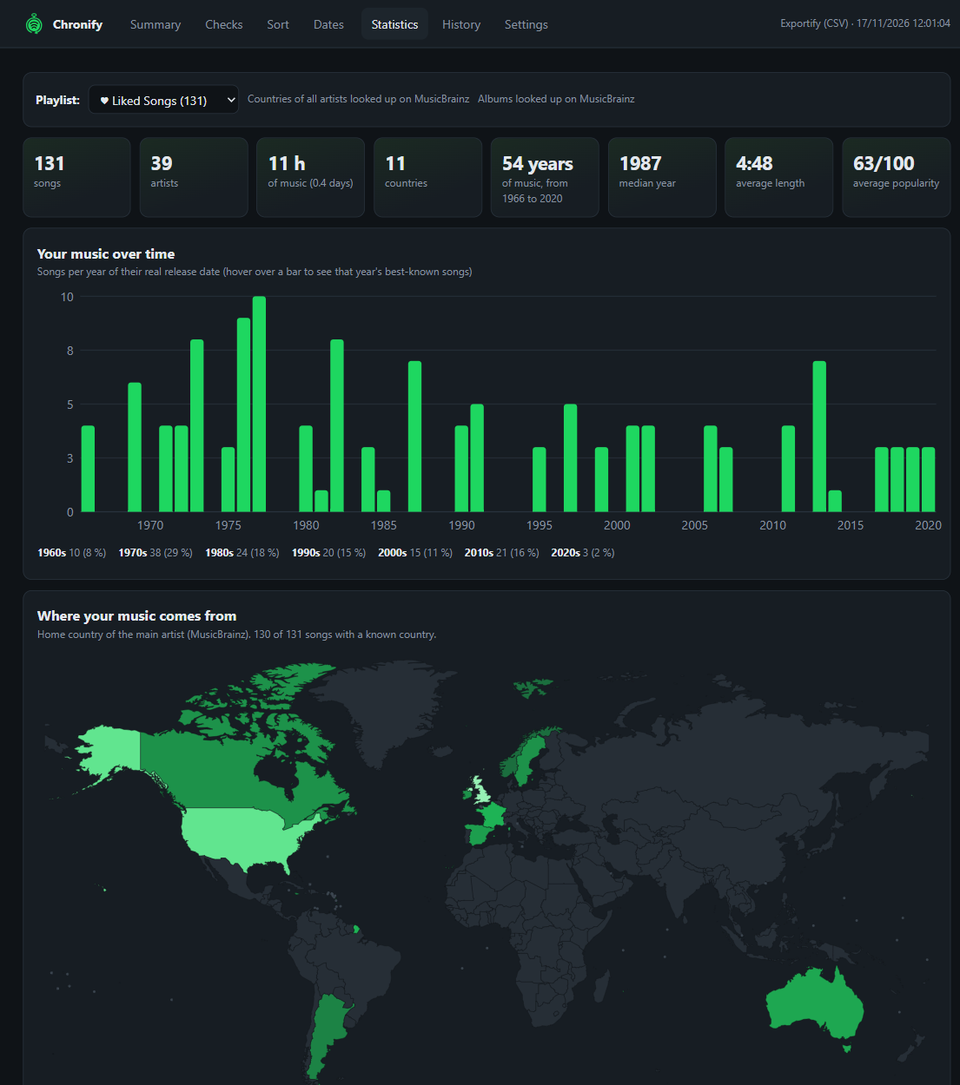 Chronify Summary Checks Sort Dates Statistics History Settings Exportify (CSV) · 17/11/2026 12:01:04
Playlist: ♥ Liked Songs (131) Countries of all artists looked up on MusicBrainz Albums looked up on MusicBrainz
131
songs
39
artists
11 h
of music (0.4 days)
11
countries
54 years
of music, from
1966 to 2020
1987
median year
4:48
average length
63/100
average popularity
Your music over time
Songs per year of their real release date (hover over a bar to see that year's best-known songs)
10
8
5
3
0
1970 1975 1980 1985 1990 1995 2000 2005 2010 2015 2020
1960s 10 (8 %) 1970s 38 (29 %) 1980s 24 (18 %) 1990s 20 (15 %) 2000s 15 (11 %) 2010s 21 (16 %) 2020s 3 (2 %)
Where your music comes from
Home country of the main artist (MusicBrainz). 130 of 131 songs with a known country.